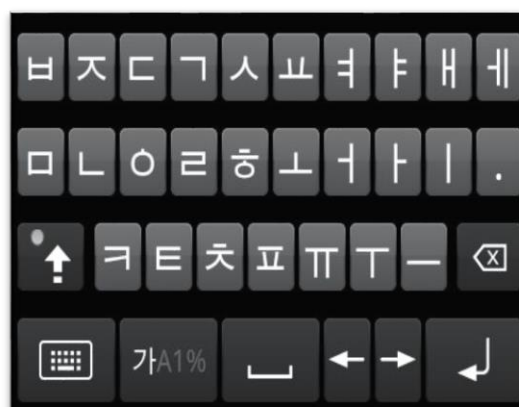 ㅂ ㅈ ㄷ ㄱ ㅅ ㅛ ㅕ ㅑ ㅐ ㅔ
ㅁ ㄴ ㅇ ㄹ ㅎ ㅗ ㅓ ㅏ ㅣ .
ㅋ ㅌ ㅊ ㅍ ㅠ ㅜ ㅡ
가A1%